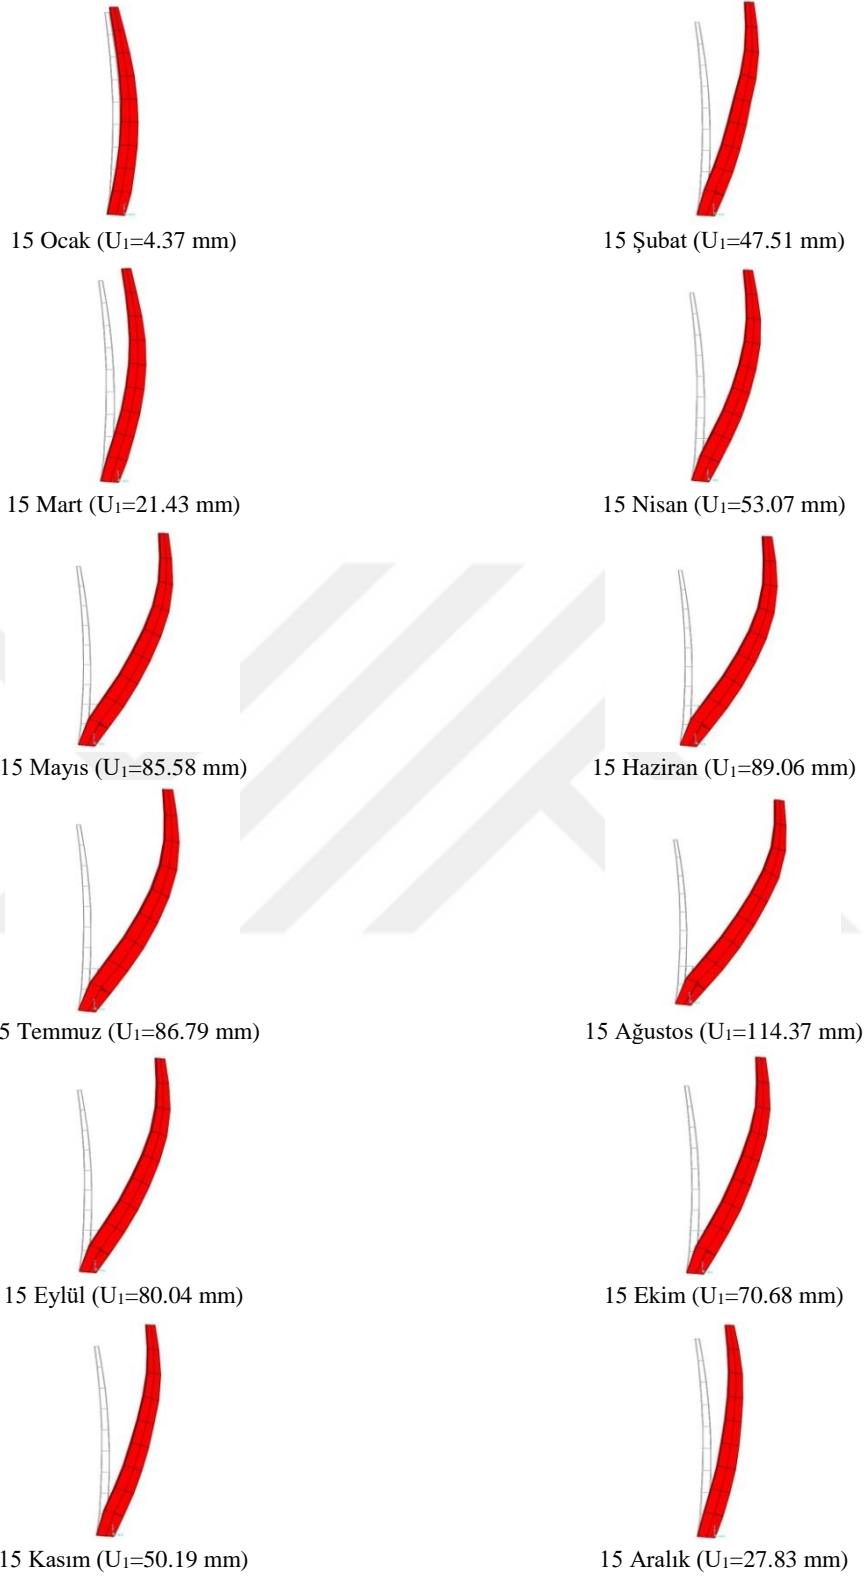 15 Ocak (U₁=4.37 mm)
15 Şubat (U₁=47.51 mm)
15 Mart (U₁=21.43 mm)
15 Nisan (U₁=53.07 mm)
15 Mayıs (U₁=85.58 mm)
15 Haziran (U₁=89.06 mm)
5 Temmuz (U₁=86.79 mm)
15 Ağustos (U₁=114.37 mm)
15 Eylül (U₁=80.04 mm)
15 Ekim (U₁=70.68 mm)
15 Kasım (U₁=50.19 mm)
15 Aralık (U₁=27.83 mm)